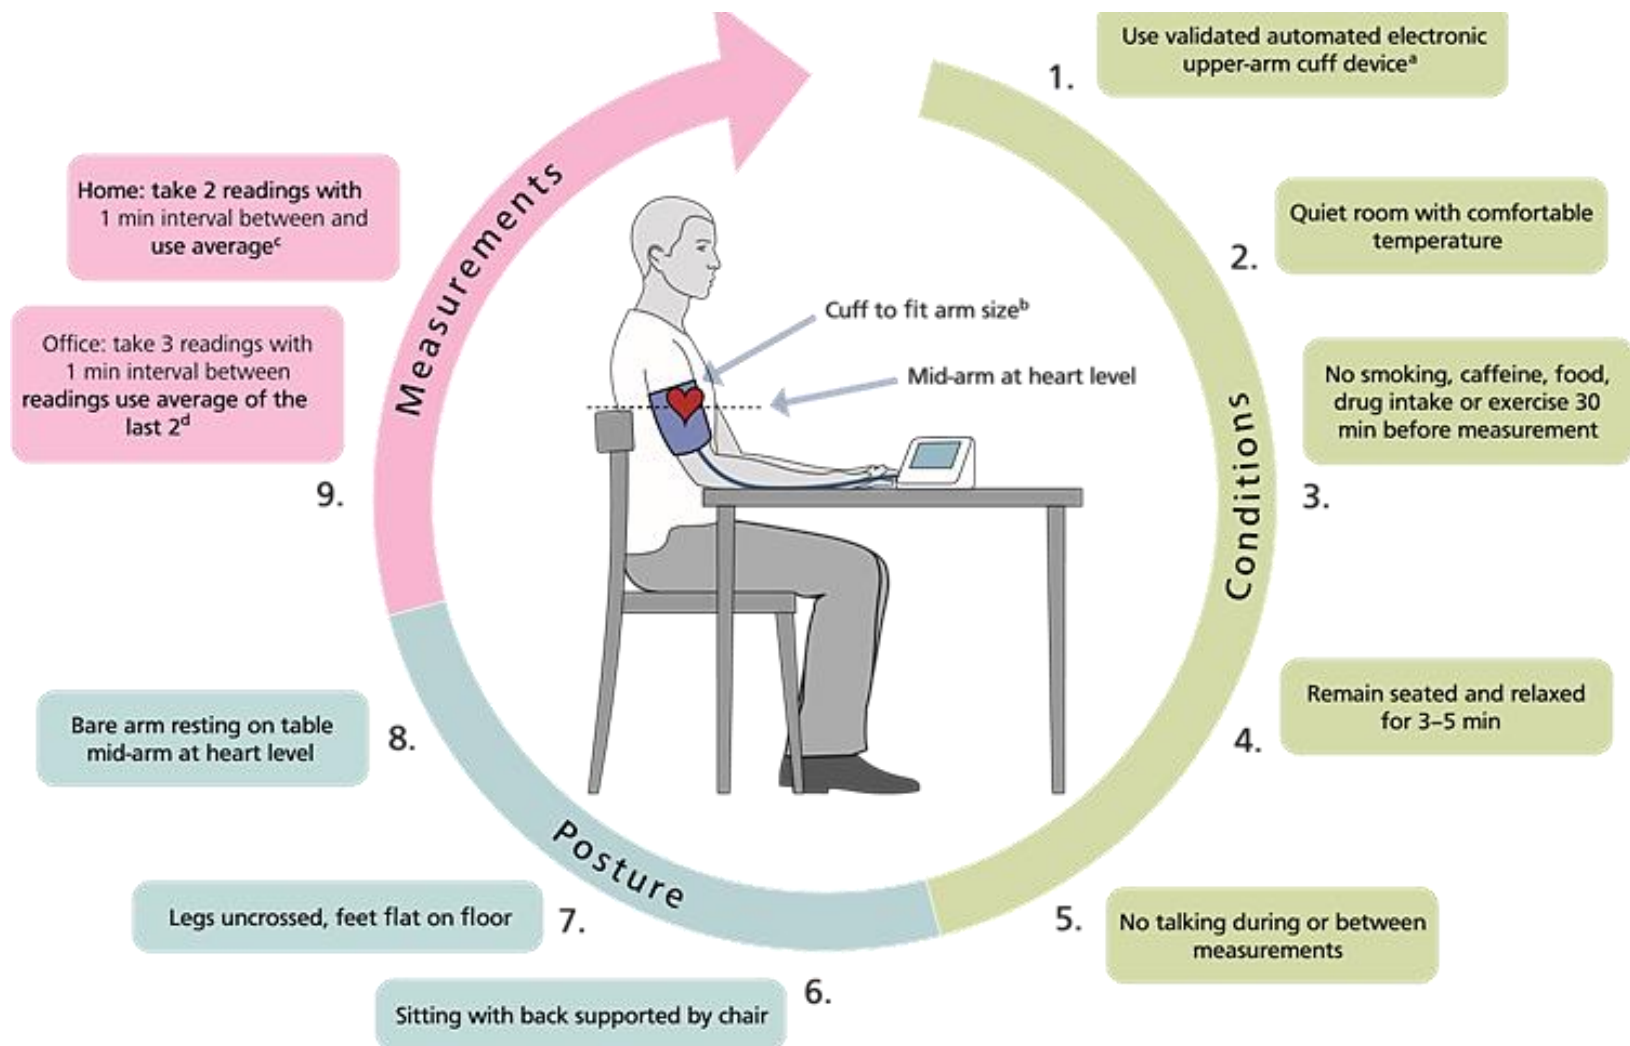 1.
Use validated automated electronic
upper-arm cuff deviceᵃ
2.
Quiet room with comfortable
temperature
3.
No smoking, caffeine, food,
drug intake or exercise 30
min before measurement
4.
Remain seated and relaxed
for 3–5 min
5.
No talking during or between
measurements
Conditions
6.
Sitting with back supported by chair
7.
Legs uncrossed, feet flat on floor
8.
Bare arm resting on table
mid-arm at heart level
Posture
9.
Home: take 2 readings with
1 min interval between and
use averageᶜ
Office: take 3 readings with
1 min interval between
readings use average of the
last 2ᵈ
Measurements
Cuff to fit arm sizeᵇ
Mid-arm at heart level